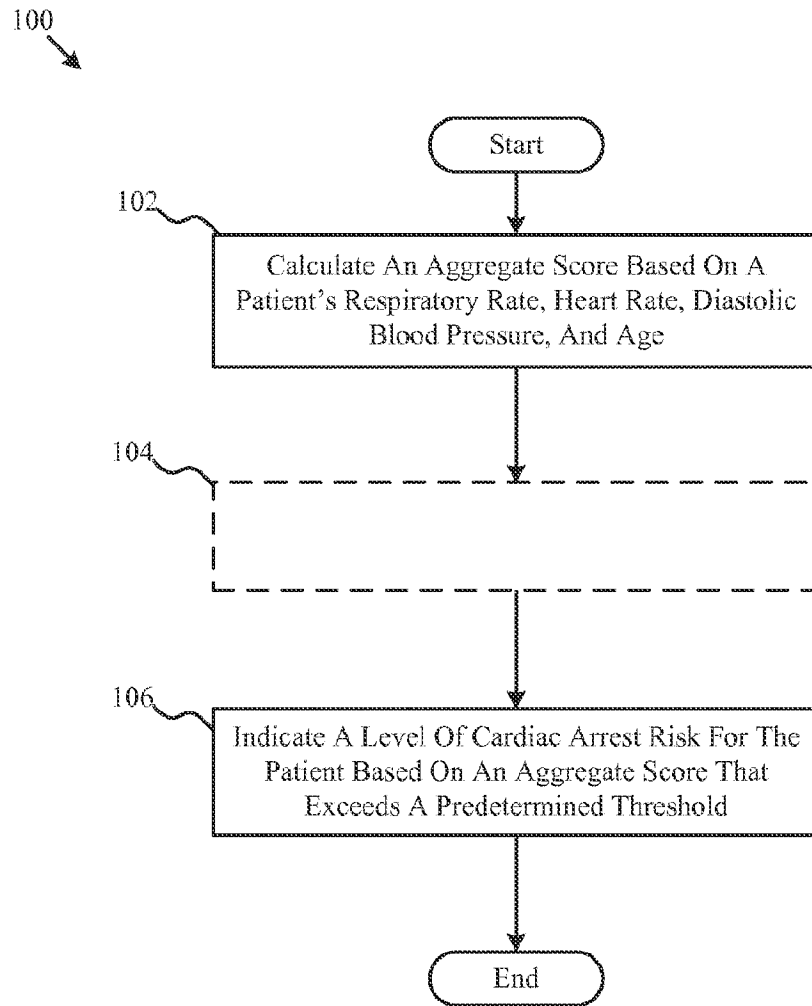 100
Start
102
Calculate An Aggregate Score Based On A
Patient's Respiratory Rate, Heart Rate, Diastolic
Blood Pressure, And Age
104
106
Indicate A Level Of Cardiac Arrest Risk For The
Patient Based On An Aggregate Score That
Exceeds A Predetermined Threshold
End